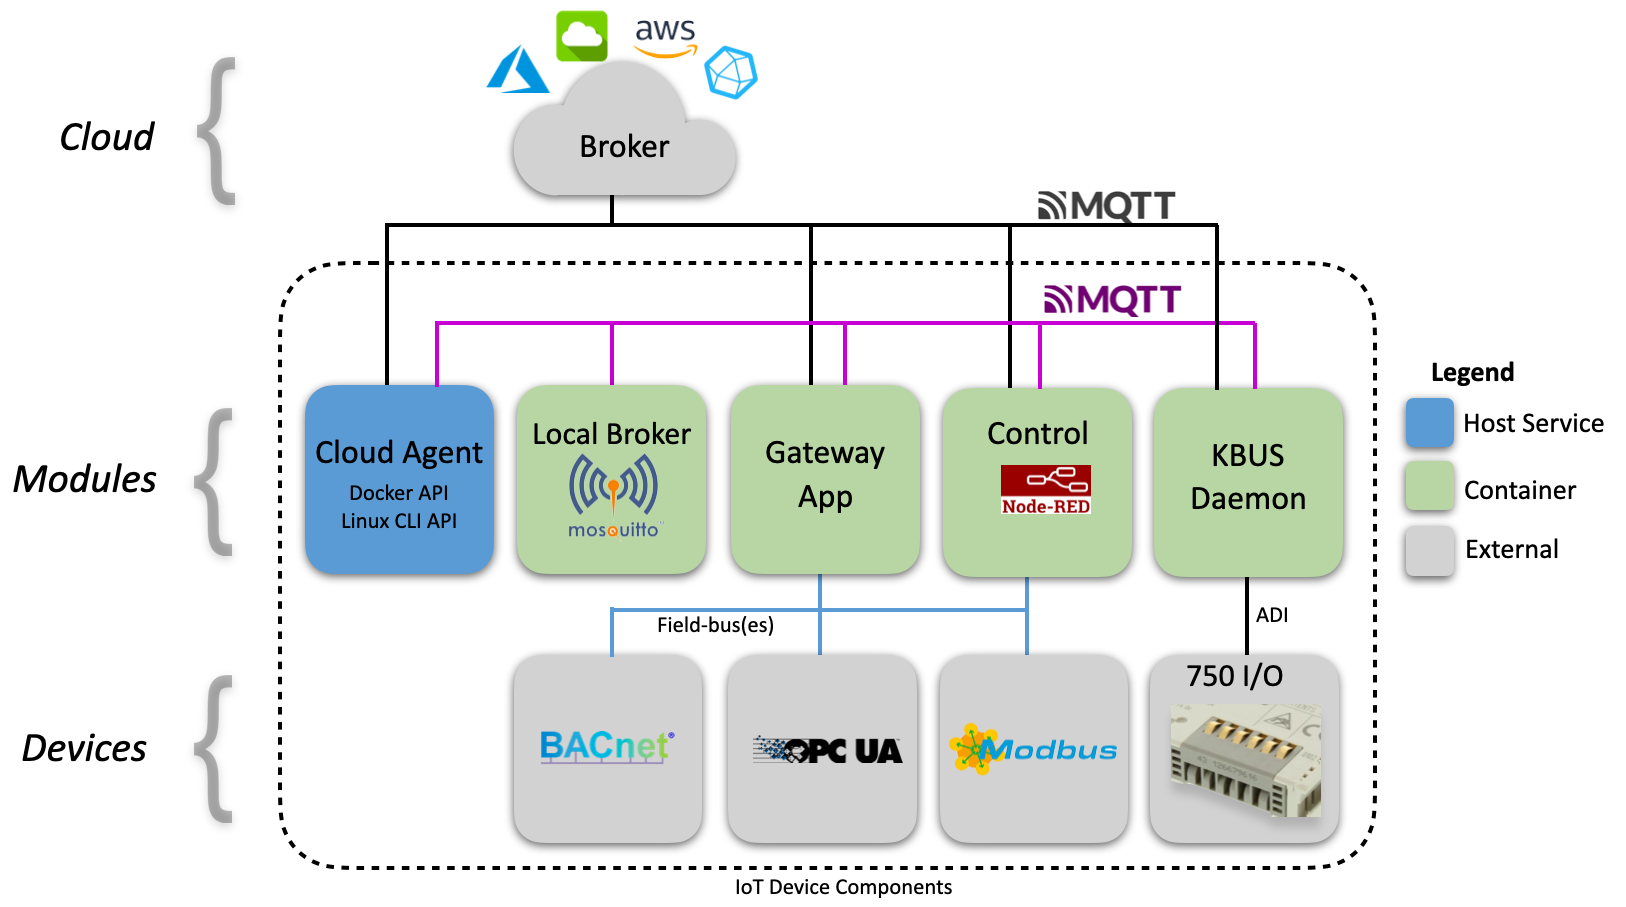 aws
Cloud
Broker
MQTT
MQTT
Modules
Cloud Agent
Docker API
Linux CLI API
Local Broker
mosquitto
Gateway
App
Control
Node-RED
KBUS
Daemon
Legend
Host Service
Container
External
Field-bus(es)
ADI
Devices
BACnet®
OPC UA
Modbus
750 I/O
IoT Device Components